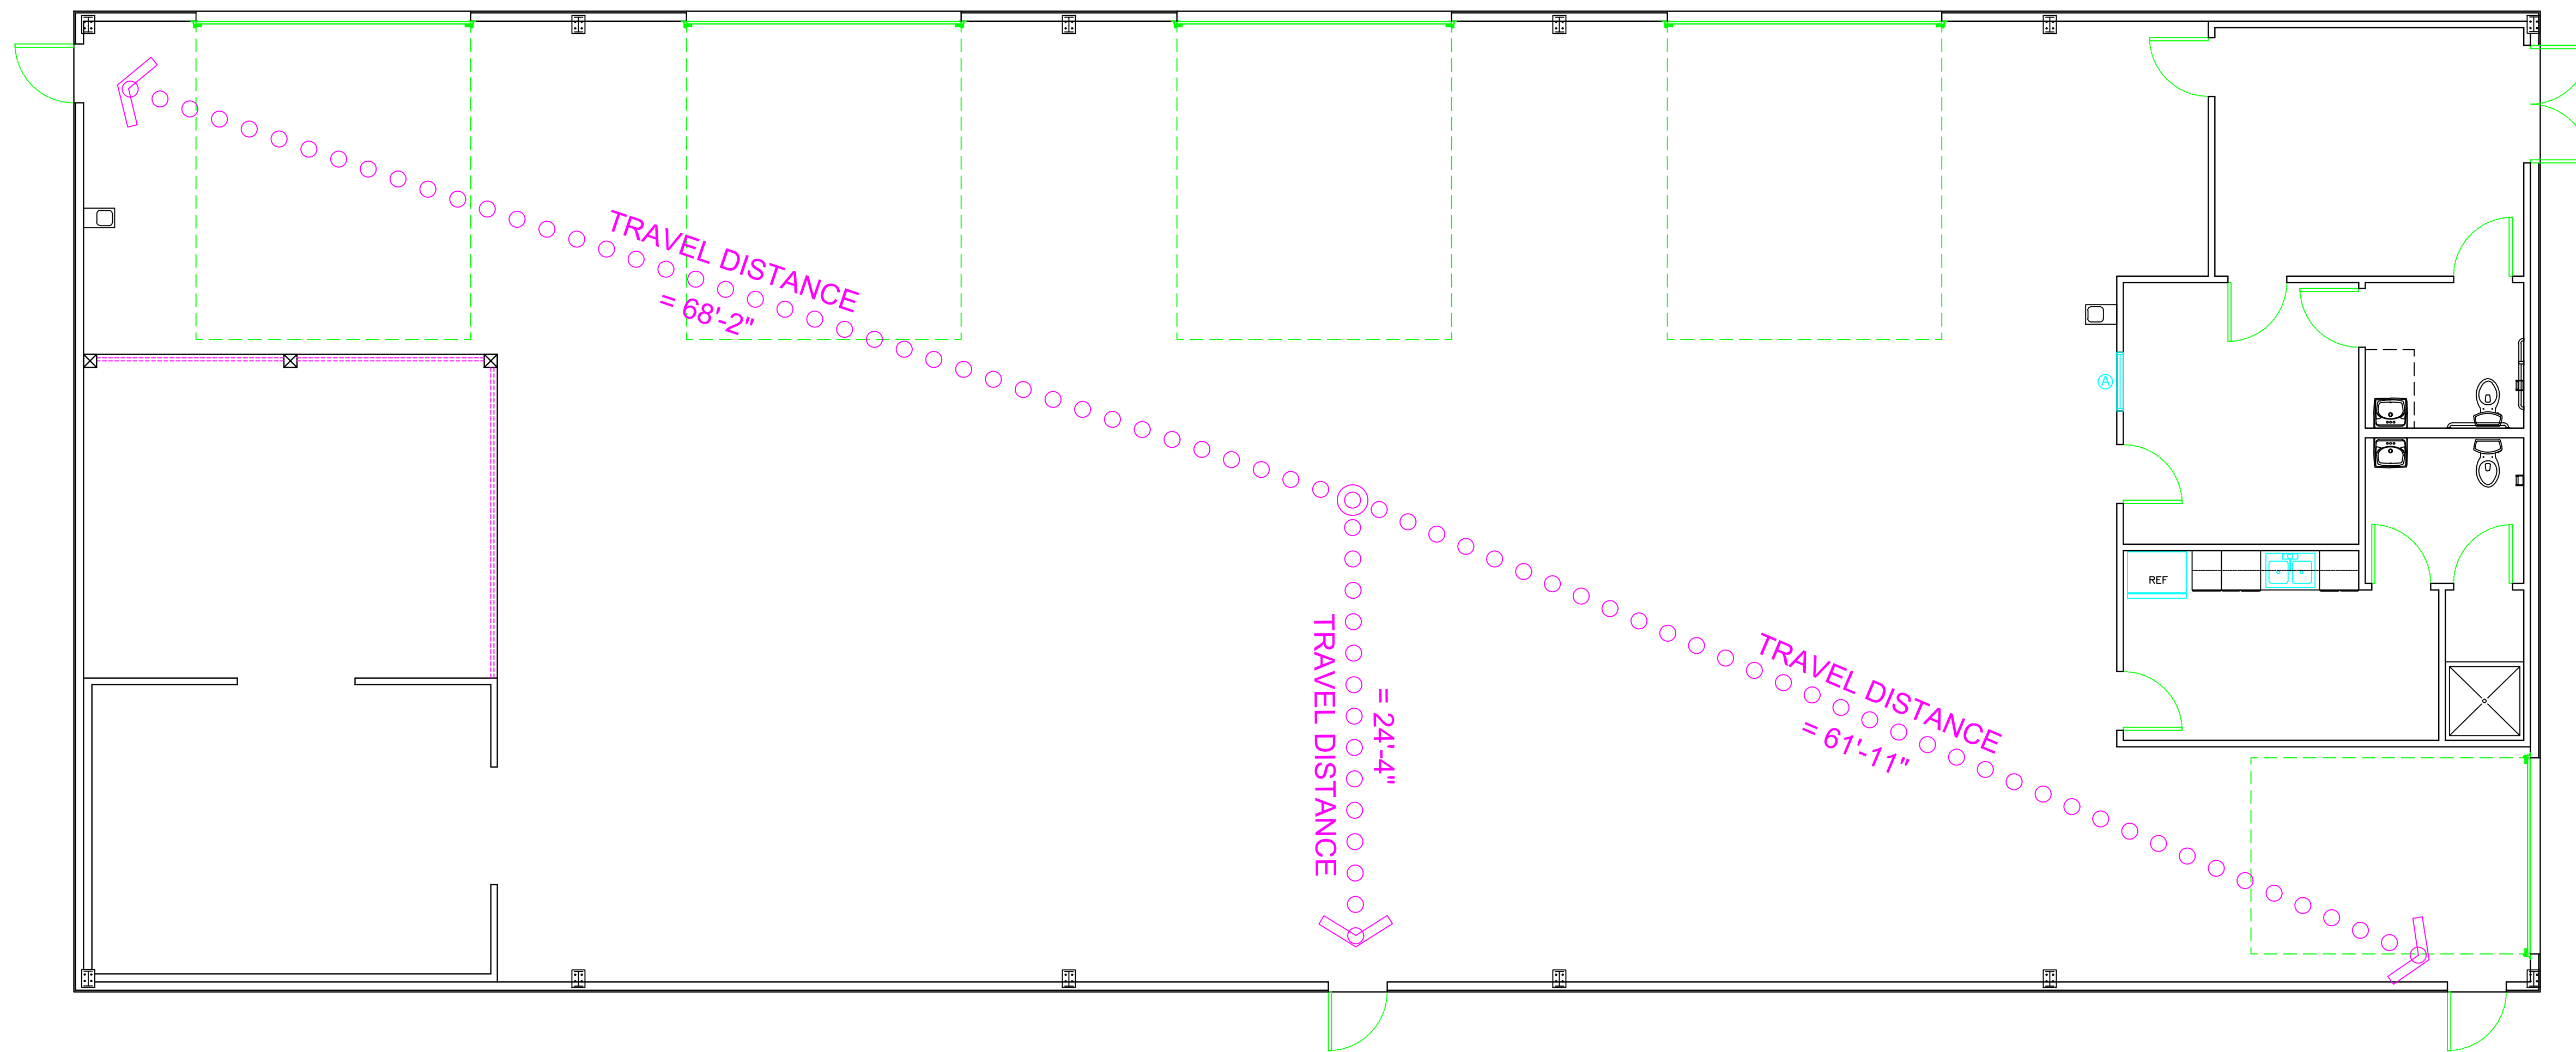 TRAVEL DISTANCE
= 68'-2"
A
REF
TRAVEL DISTANCE
= 24'-4"
TRAVEL DISTANCE
= 61'-11"